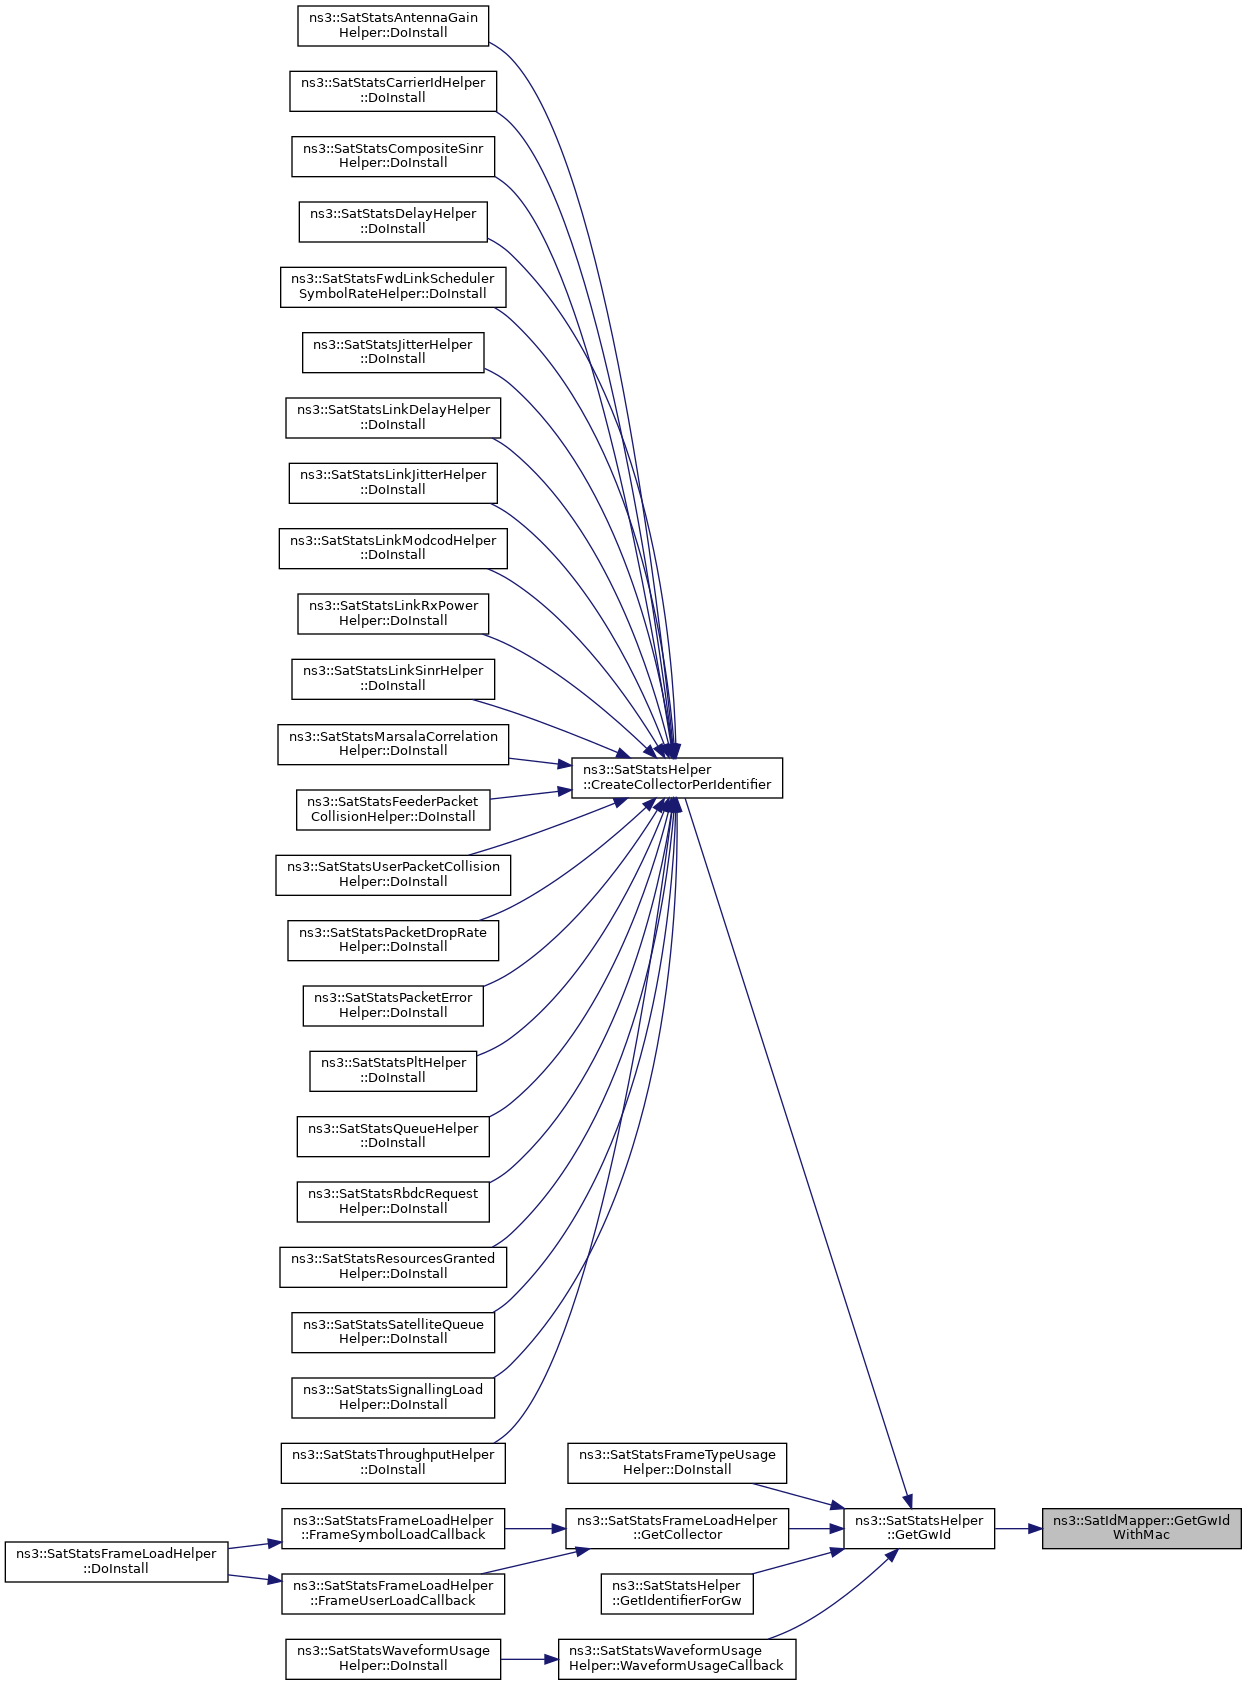 ns3::SatStatsAntennaGain
Helper::DoInstall
ns3::SatStatsCarrierIdHelper
::DoInstall
ns3::SatStatsCompositeSinr
Helper::DoInstall
ns3::SatStatsDelayHelper
::DoInstall
ns3::SatStatsFwdLinkScheduler
SymbolRateHelper::DoInstall
ns3::SatStatsJitterHelper
::DoInstall
ns3::SatStatsLinkDelayHelper
::DoInstall
ns3::SatStatsLinkJitterHelper
::DoInstall
ns3::SatStatsLinkModcodHelper
::DoInstall
ns3::SatStatsLinkRxPower
Helper::DoInstall
ns3::SatStatsLinkSinrHelper
::DoInstall
ns3::SatStatsMarsalaCorrelation
Helper::DoInstall
ns3::SatStatsHelper
::CreateCollectorPerIdentifier
ns3::SatStatsFeederPacket
CollisionHelper::DoInstall
ns3::SatStatsUserPacketCollision
Helper::DoInstall
ns3::SatStatsPacketDropRate
Helper::DoInstall
ns3::SatStatsPacketError
Helper::DoInstall
ns3::SatStatsPltHelper
::DoInstall
ns3::SatStatsQueueHelper
::DoInstall
ns3::SatStatsRbdcRequest
Helper::DoInstall
ns3::SatStatsResourcesGranted
Helper::DoInstall
ns3::SatStatsSatelliteQueue
Helper::DoInstall
ns3::SatStatsSignallingLoad
Helper::DoInstall
ns3::SatStatsThroughputHelper
::DoInstall
ns3::SatStatsFrameTypeUsage
Helper::DoInstall
ns3::SatStatsFrameLoadHelper
::FrameSymbolLoadCallback
ns3::SatStatsFrameLoadHelper
::GetCollector
ns3::SatStatsHelper
::GetGwId
ns3::SatIdMapper::GetGwId
WithMac
ns3::SatStatsFrameLoadHelper
::DoInstall
ns3::SatStatsFrameLoadHelper
::FrameUserLoadCallback
ns3::SatStatsHelper
::GetIdentifierForGw
ns3::SatStatsWaveformUsage
Helper::DoInstall
ns3::SatStatsWaveformUsage
Helper::WaveformUsageCallback